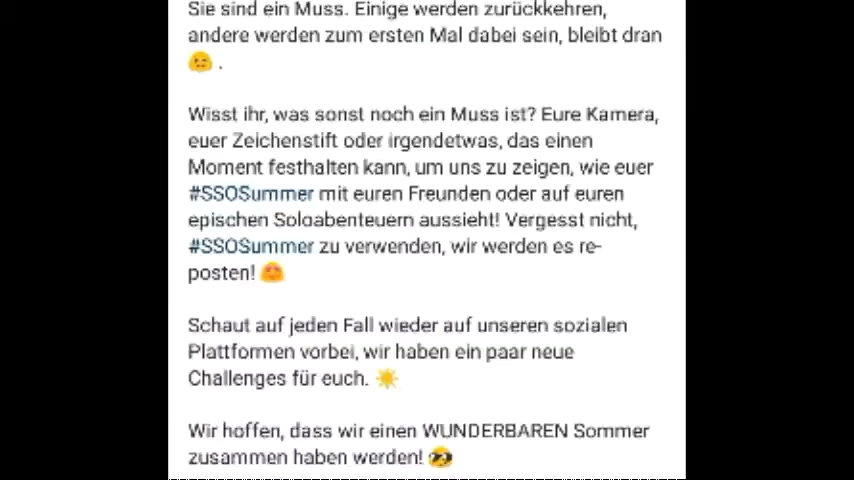 Sie sind ein Muss. Einige werden zurückkehren,
andere werden zum ersten Mal dabei sein, bleibt dran
😉 .
Wisst ihr, was sonst noch ein Muss ist? Eure Kamera,
euer Zeichenstift oder irgendetwas, das einen
Moment festhalten kann, um uns zu zeigen, wie euer
#SSOSummer mit euren Freunden oder auf euren
epischen Soloabenteuern aussieht! Vergesst nicht,
#SSOSummer zu verwenden, wir werden es re-
posten! 😍
Schaut auf jeden Fall wieder auf unseren sozialen
Plattformen vorbei, wir haben ein paar neue
Challenges für euch. ☀️
Wir hoffen, dass wir einen WUNDERBAREN Sommer
zusammen haben werden! 😎